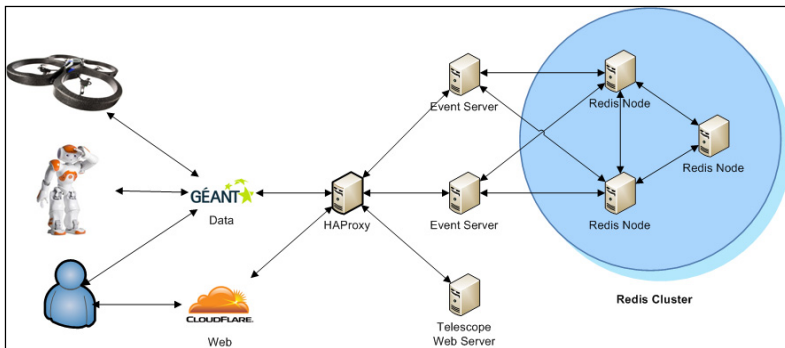 Event Server
Redis Node
Redis Node
GÉANT
Data
HAProxy
Event Server
Redis Node
CLOUDFLARE.
Web
Telescope
Web Server
Redis Cluster